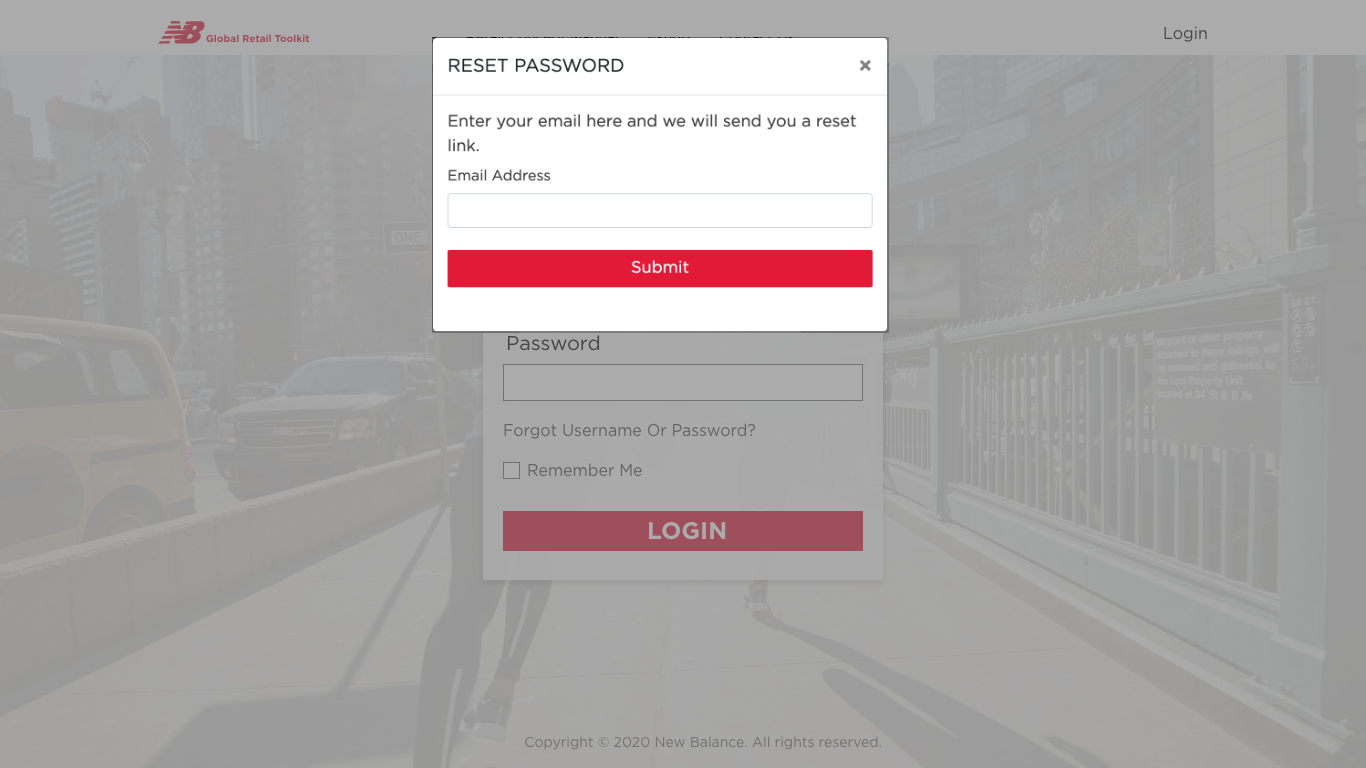 NB Global Retail Toolkit
Login
RESET PASSWORD
×
Enter your email here and we will send you a reset
link.
Email Address
Submit
Password
Forgot Username Or Password?
Remember Me
LOGIN
ONE
Copyright © 2020 New Balance. All rights reserved.